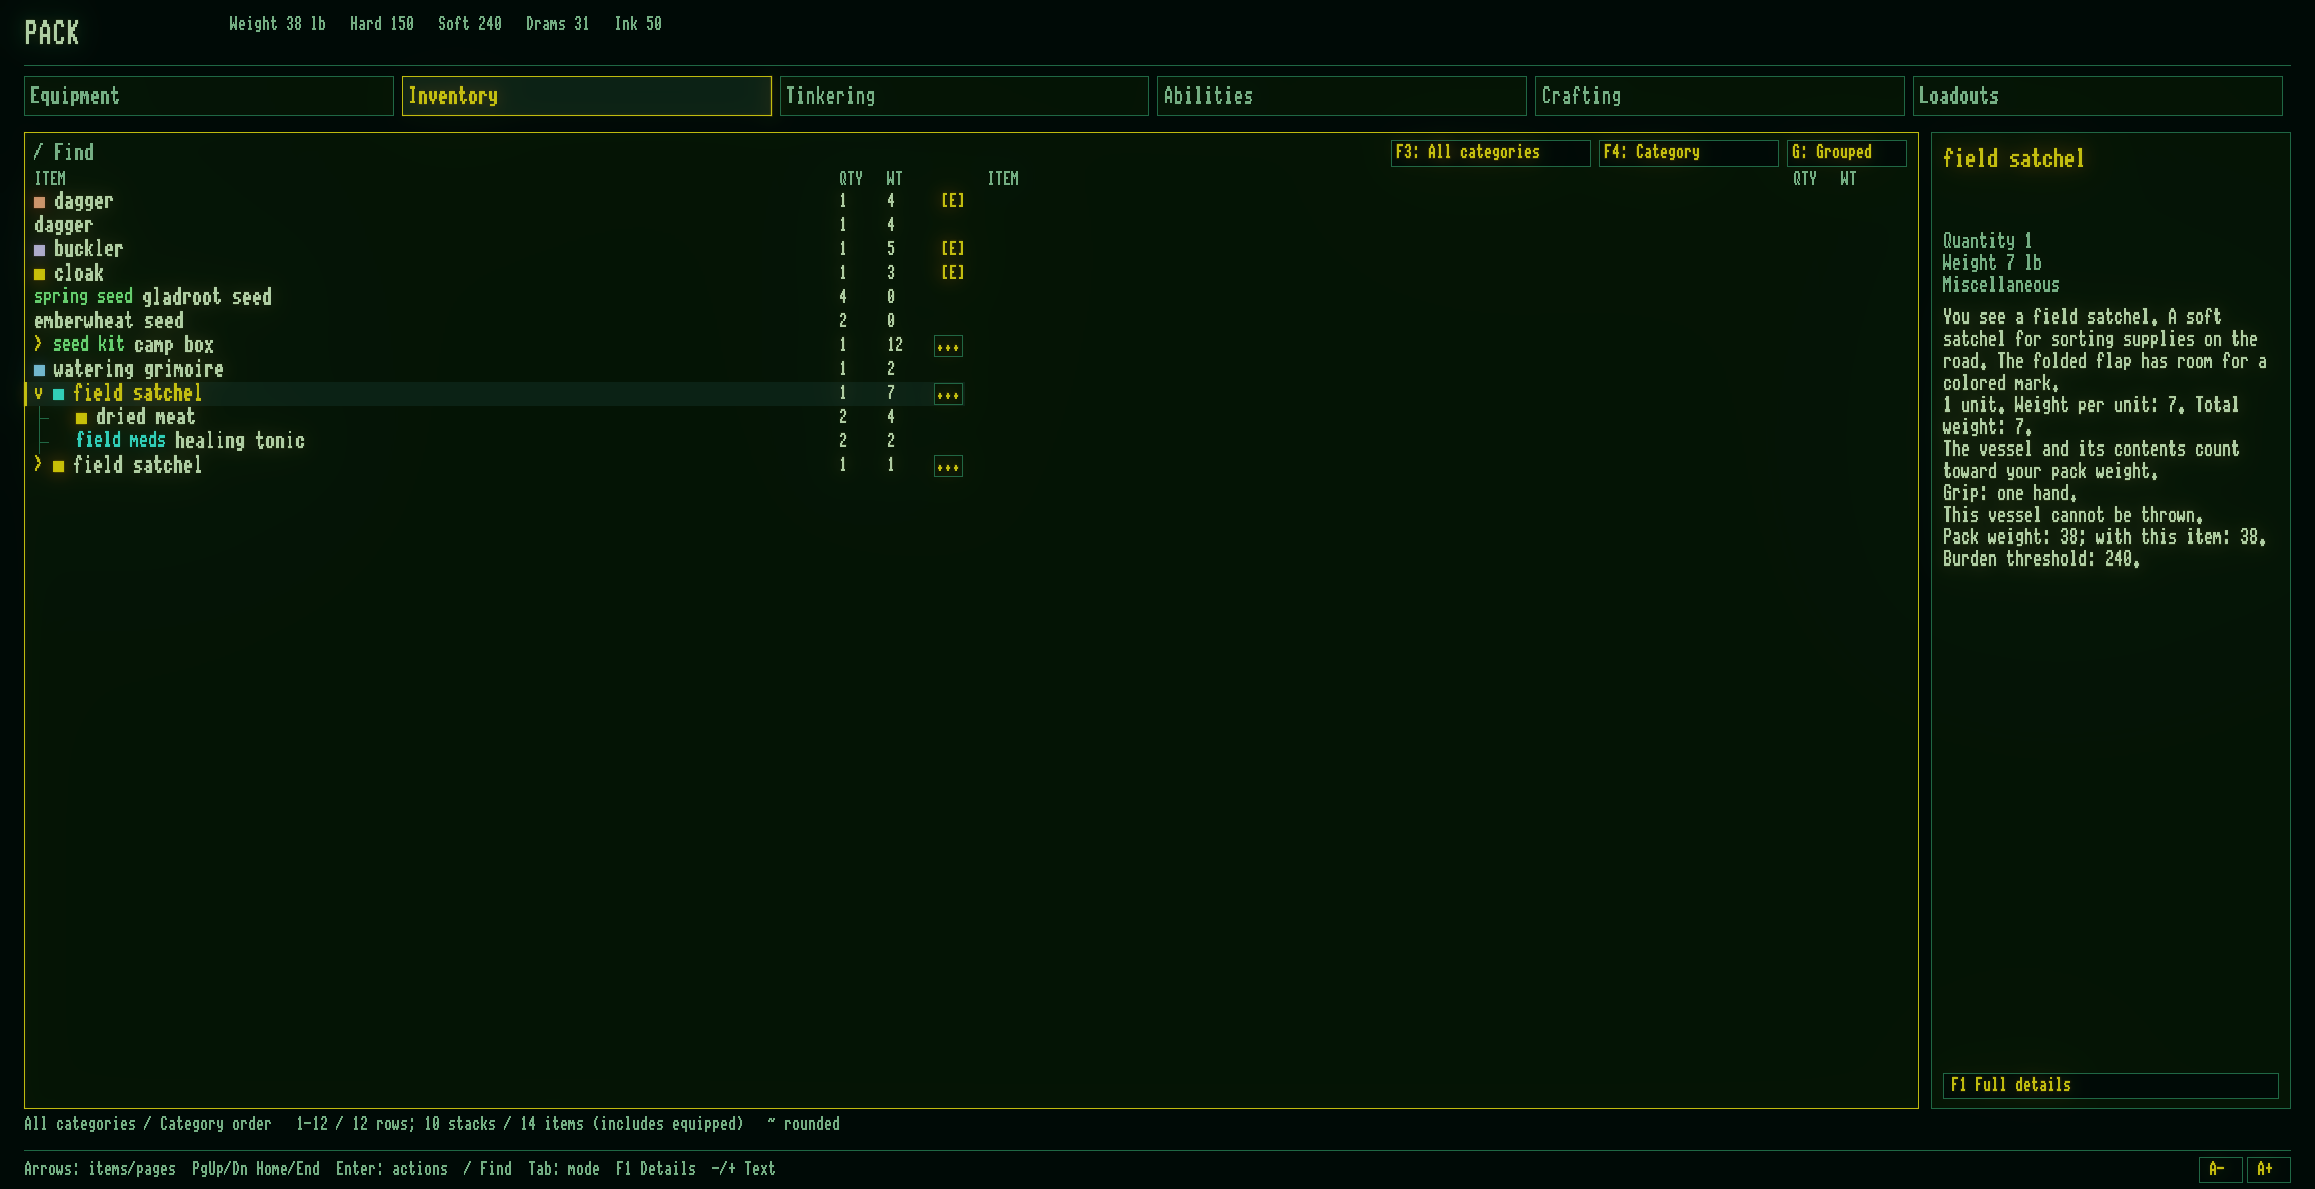 PACK
Weight 38 lb Hard 150 Soft 240 Drams 31 Ink 50
Equipment Inventory Tinkering Abilities Crafting Loadouts
/ Find F3: All categories F4: Category G: Grouped
ITEM QTY WT ITEM QTY WT
dagger 1 4 [E]
dagger 1 4
buckler 1 5 [E]
cloak 1 3 [E]
spring seed gladroot seed 4 0
emberwheat seed 2 0
> seed kit camp box 1 12 ...
watering grimoire 1 2
v field satchel 1 7 ...
dried meat 2 4
field meds healing tonic 2 2
> field satchel 1 1 ...
field satchel
Quantity 1
Weight 7 lb
Miscellaneous
You see a field satchel. A soft
satchel for sorting supplies on the
road. The folded flap has room for a
colored mark.
1 unit. Weight per unit: 7. Total
weight: 7.
The vessel and its contents count
toward your pack weight.
Grip: one hand.
This vessel cannot be thrown.
Pack weight: 38; with this item: 38.
Burden threshold: 240.
F1 Full details
All categories / Category order 1-12 / 12 rows; 10 stacks / 14 items (includes equipped) ~ rounded
Arrows: items/pages PgUp/Dn Home/End Enter: actions / Find Tab: mode F1 Details -/+ Text A- A+